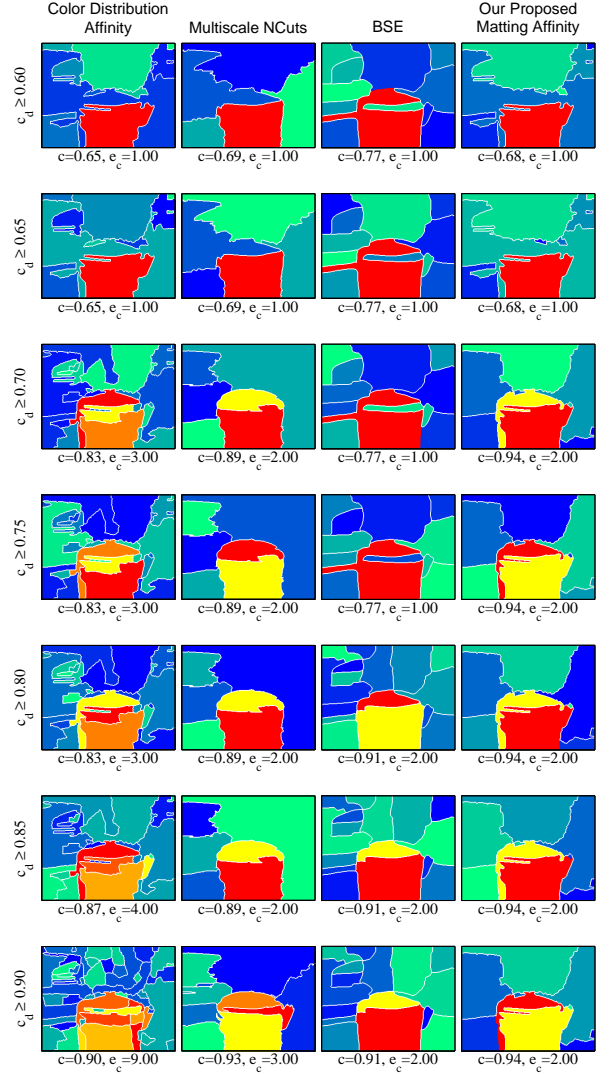 Color Distribution Affinity
Multiscale NCuts
BSE
Our Proposed Matting Affinity
c_d ≥ 0.60
c=0.65, e_c=1.00
c=0.69, e_c=1.00
c=0.77, e_c=1.00
c=0.68, e_c=1.00
c_d ≥ 0.65
c=0.65, e_c=1.00
c=0.69, e_c=1.00
c=0.77, e_c=1.00
c=0.68, e_c=1.00
c_d ≥ 0.70
c=0.83, e_c=3.00
c=0.89, e_c=2.00
c=0.77, e_c=1.00
c=0.94, e_c=2.00
c_d ≥ 0.75
c=0.83, e_c=3.00
c=0.89, e_c=2.00
c=0.77, e_c=1.00
c=0.94, e_c=2.00
c_d ≥ 0.80
c=0.83, e_c=3.00
c=0.89, e_c=2.00
c=0.91, e_c=2.00
c=0.94, e_c=2.00
c_d ≥ 0.85
c=0.87, e_c=4.00
c=0.89, e_c=2.00
c=0.91, e_c=2.00
c=0.94, e_c=2.00
c_d ≥ 0.90
c=0.90, e_c=9.00
c=0.93, e_c=3.00
c=0.91, e_c=2.00
c=0.94, e_c=2.00